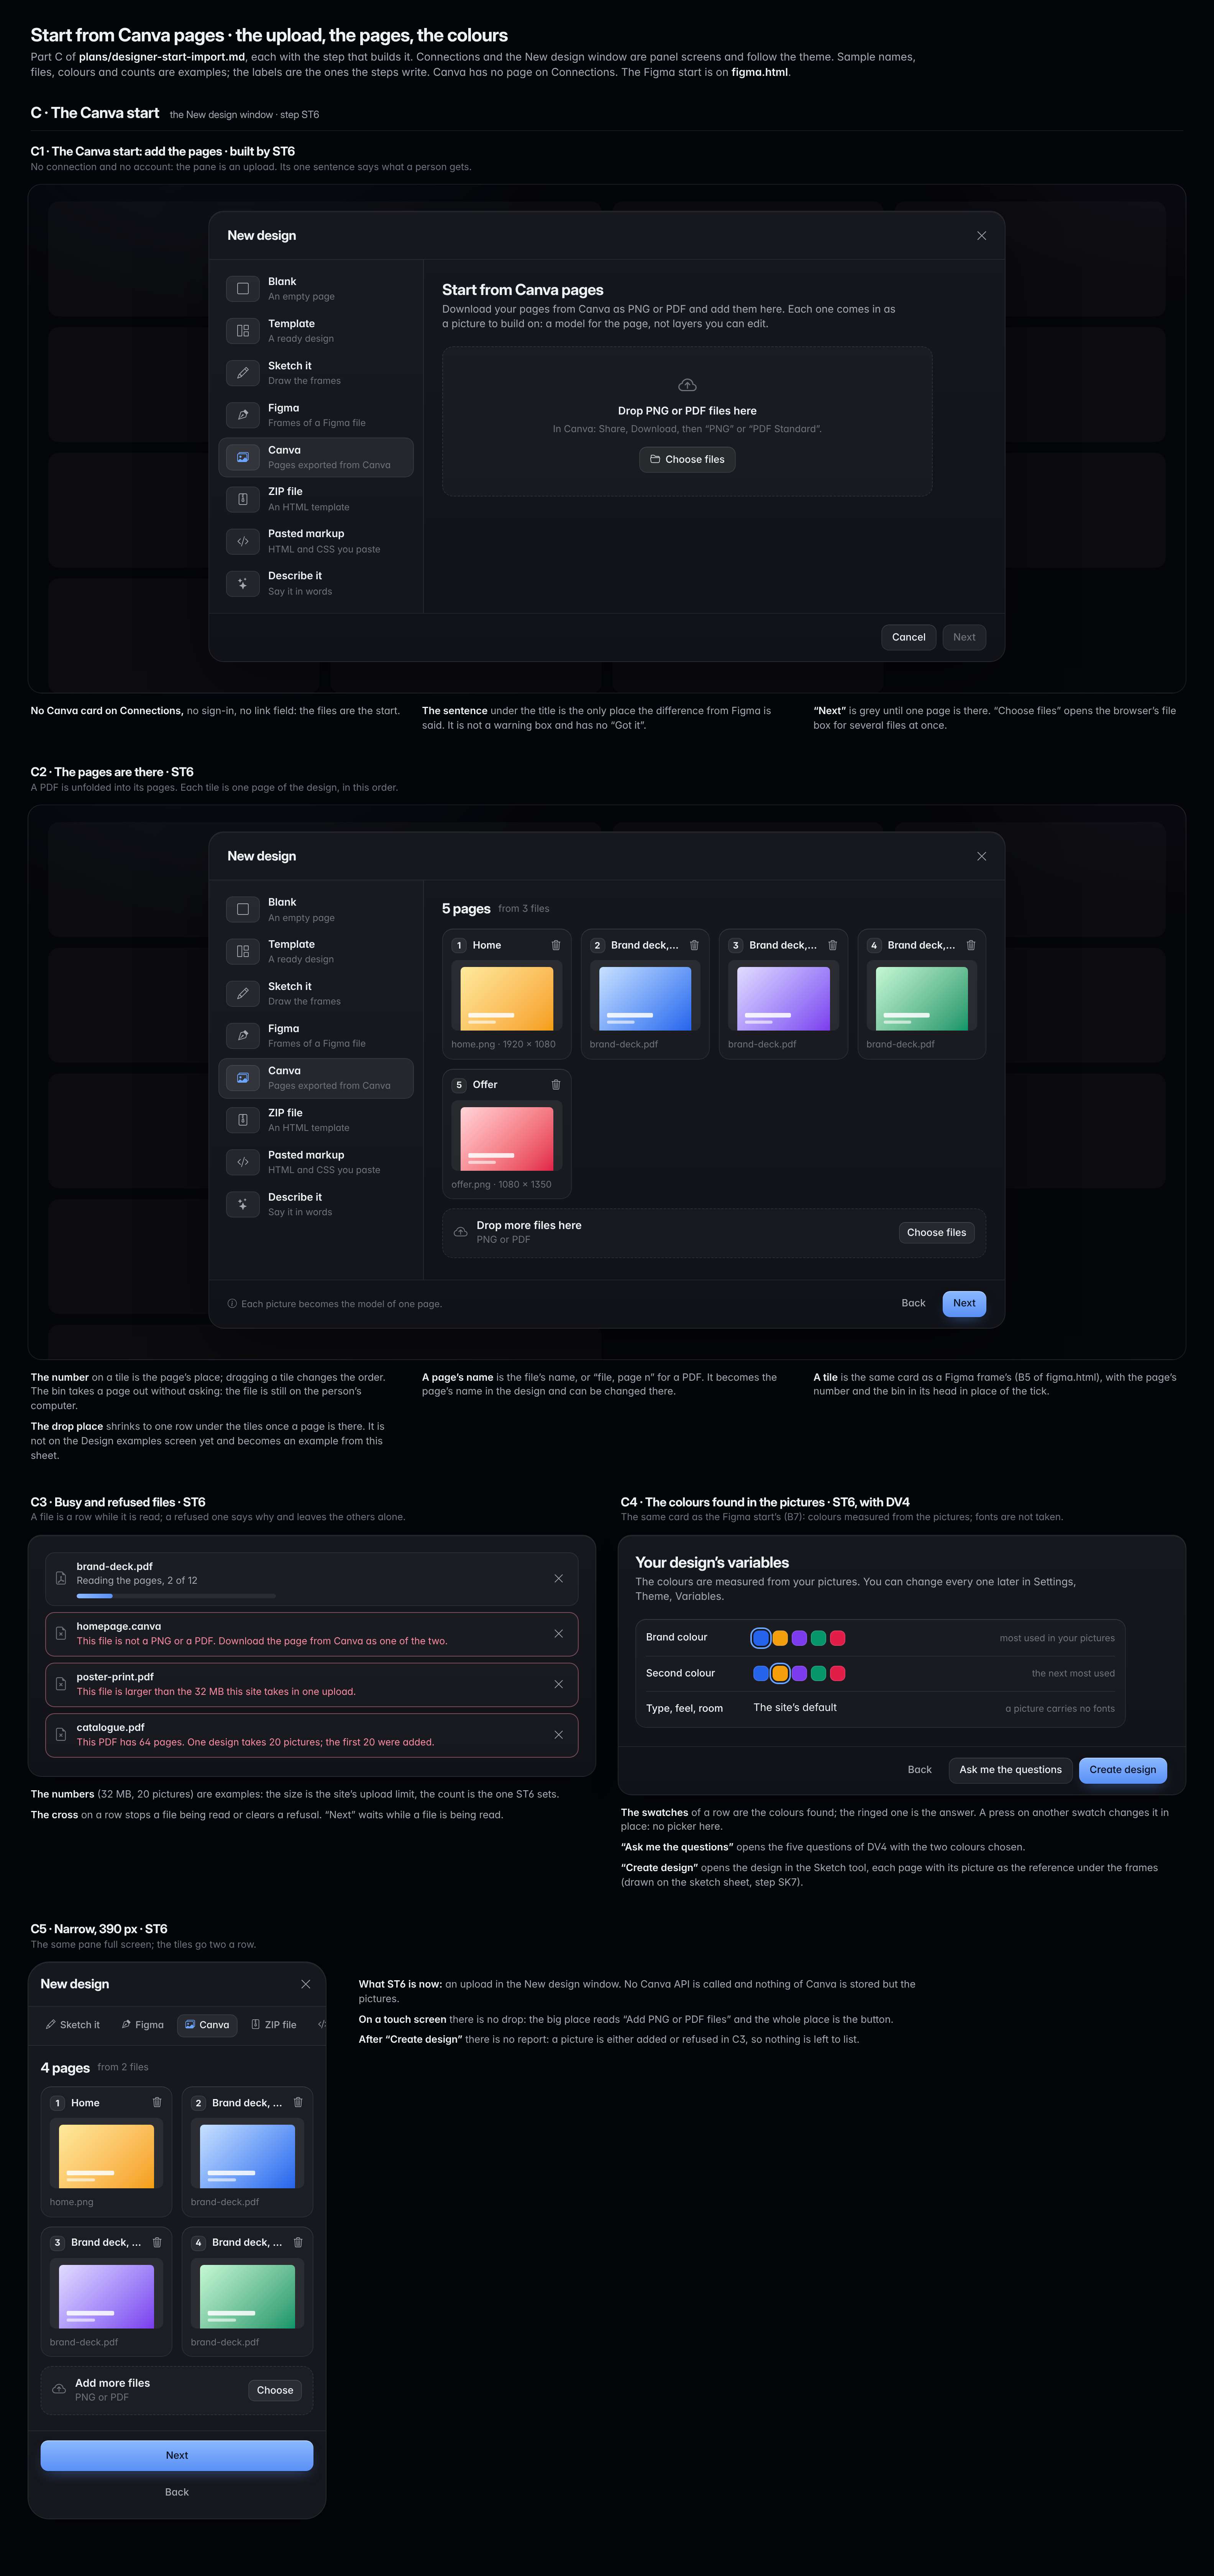 Start from Canva pages · the upload, the pages, the colours
Part C of plans/designer-start-import.md, each with the step that builds it. Connections and the New design window are panel screens and follow the theme. Sample names,
files, colours and counts are examples; the labels are the ones the steps write. Canva has no page on Connections. The Figma start is on figma.html.
C · The Canva start the New design window · step ST6
C1 · The Canva start: add the pages · built by ST6
No connection and no account: the pane is an upload. Its one sentence says what a person gets.
New design
Blank
An empty page
Template
A ready design
Sketch it
Draw the frames
Figma
Frames of a Figma file
Canva
Pages exported from Canva
ZIP file
An HTML template
Pasted markup
HTML and CSS you paste
Describe it
Say it in words
Start from Canva pages
Download your pages from Canva as PNG or PDF and add them here. Each one comes in as
a picture to build on: a model for the page, not layers you can edit.
Drop PNG or PDF files here
In Canva: Share, Download, then “PNG” or “PDF Standard”.
Choose files
Cancel Next
No Canva card on Connections, no sign-in, no link field: the files are the start.
The sentence under the title is the only place the difference from Figma is
said. It is not a warning box and has no “Got it”.
“Next” is grey until one page is there. “Choose files” opens the browser’s file
box for several files at once.
C2 · The pages are there · ST6
A PDF is unfolded into its pages. Each tile is one page of the design, in this order.
New design
Blank
An empty page
Template
A ready design
Sketch it
Draw the frames
Figma
Frames of a Figma file
Canva
Pages exported from Canva
ZIP file
An HTML template
Pasted markup
HTML and CSS you paste
Describe it
Say it in words
5 pages from 3 files
1 Home
home.png · 1920 × 1080
2 Brand deck,...
brand-deck.pdf
3 Brand deck,...
brand-deck.pdf
4 Brand deck,...
brand-deck.pdf
5 Offer
offer.png · 1080 × 1350
Drop more files here
PNG or PDF
Choose files
Each picture becomes the model of one page.
Back Next
The number on a tile is the page’s place; dragging a tile changes the order.
The bin takes a page out without asking: the file is still on the person’s
computer.
The drop place shrinks to one row under the tiles once a page is there. It is
not on the Design examples screen yet and becomes an example from this
sheet.
A page’s name is the file’s name, or “file, page n” for a PDF. It becomes the
page’s name in the design and can be changed there.
A tile is the same card as a Figma frame’s (B5 of figma.html), with the page’s
number and the bin in its head in place of the tick.
C3 · Busy and refused files · ST6
A file is a row while it is read; a refused one says why and leaves the others alone.
brand-deck.pdf
Reading the pages, 2 of 12
homepage.canva
This file is not a PNG or a PDF. Download the page from Canva as one of the two.
poster-print.pdf
This file is larger than the 32 MB this site takes in one upload.
catalogue.pdf
This PDF has 64 pages. One design takes 20 pictures; the first 20 were added.
The numbers (32 MB, 20 pictures) are examples: the size is the site’s upload limit, the count is the one ST6 sets.
The cross on a row stops a file being read or clears a refusal. “Next” waits while a file is being read.
C4 · The colours found in the pictures · ST6, with DV4
The same card as the Figma start’s (B7): colours measured from the pictures; fonts are not taken.
Your design’s variables
The colours are measured from your pictures. You can change every one later in Settings,
Theme, Variables.
Brand colour most used in your pictures
Second colour the next most used
Type, feel, room The site’s default a picture carries no fonts
Back Ask me the questions Create design
The swatches of a row are the colours found; the ringed one is the answer. A press on another swatch changes it in
place: no picker here.
“Ask me the questions” opens the five questions of DV4 with the two colours chosen.
“Create design” opens the design in the Sketch tool, each page with its picture as the reference under the frames
(drawn on the sketch sheet, step SK7).
C5 · Narrow, 390 px · ST6
The same pane full screen; the tiles go two a row.
New design
Sketch it Figma Canva ZIP file
4 pages from 2 files
1 Home
home.png
2 Brand deck, ...
brand-deck.pdf
3 Brand deck, ...
brand-deck.pdf
4 Brand deck, ...
brand-deck.pdf
Add more files
PNG or PDF
Choose
Next
Back
What ST6 is now: an upload in the New design window. No Canva API is called and nothing of Canva is stored but the
pictures.
On a touch screen there is no drop: the big place reads “Add PNG or PDF files” and the whole place is the button.
After “Create design” there is no report: a picture is either added or refused in C3, so nothing is left to list.